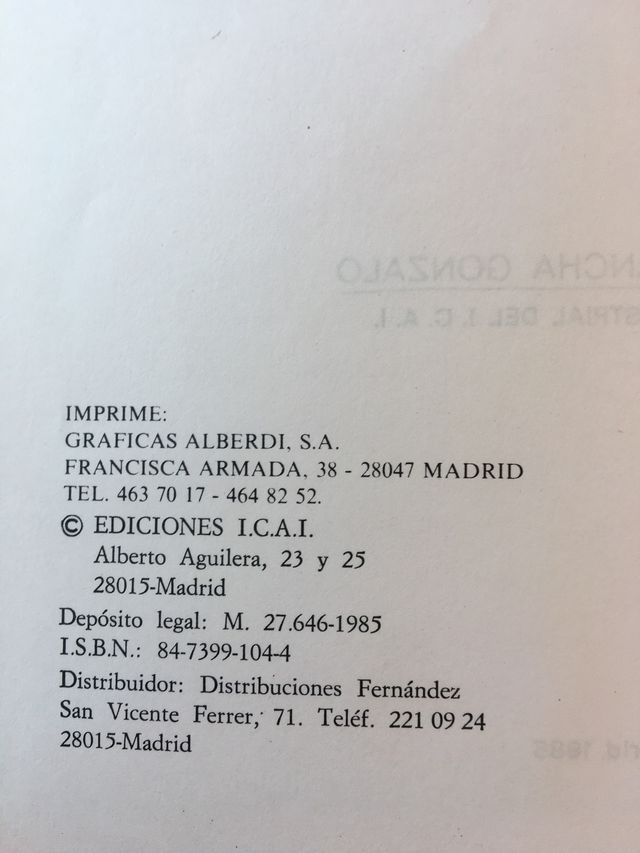 IMPRIME:
GRAFICAS ALBERDI, S.A.
FRANCISCA ARMADA, 38 - 28047 MADRID
TEL. 463 70 17 - 464 82 52.
© EDICIONES I.C.A.I.
Alberto Aguilera, 23 y 25
28015-Madrid
Depósito legal: M. 27.646-1985
I.S.B.N.: 84-7399-104-4
Distribuidor: Distribuciones Fernández
San Vicente Ferrer, 71. Teléf. 221 09 24
28015-Madrid